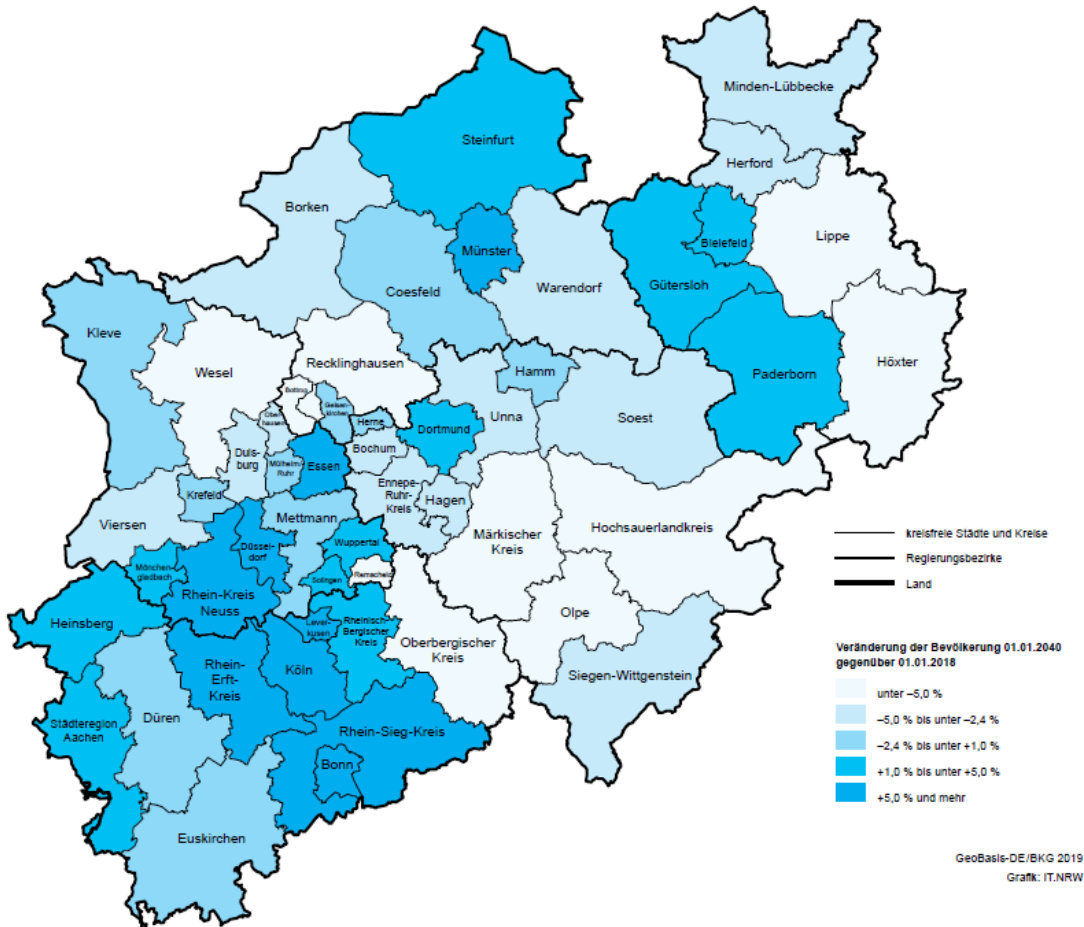 Minden-Lübbecke
Steinfurt
Herford
Borken
Lippe
Bielefeld
Münster
Gütersloh
Coesfeld
Warendorf
Kleve
Recklinghausen
Höxter
Wesel
Hamm
Paderborn
Bottrop
Gelsen-
kirchen
Ober-
hausen
Herne
Dortmund
Unna
Soest
Duis-
burg
Bochum
Mülheim/
Ruhr
Essen
Ennepe-
Ruhr-
Kreis
Hagen
Krefeld
Viersen
Mettmann
Märkischer
Kreis
Hochsauerlandkreis
Wuppertal
Düssel-
dorf
Mönchen-
gladbach
Solingen
Remscheid
Rhein-Kreis
Neuss
Heinsberg
Olpe
Lever-
kusen
Rheinisch-
Bergischer
Kreis
Oberbergischer
Kreis
Rhein-
Erft-
Kreis
Köln
Siegen-Wittgenstein
Städteregion
Aachen
Düren
Rhein-Sieg-Kreis
Bonn
Euskirchen
kreisfreie Städte und Kreise
Regierungsbezirke
Land
Veränderung der Bevölkerung 01.01.2040
gegenüber 01.01.2018
unter –5,0 %
–5,0 % bis unter –2,4 %
–2,4 % bis unter +1,0 %
+1,0 % bis unter +5,0 %
+5,0 % und mehr
GeoBasis-DE/BKG 2019
Grafik: IT.NRW